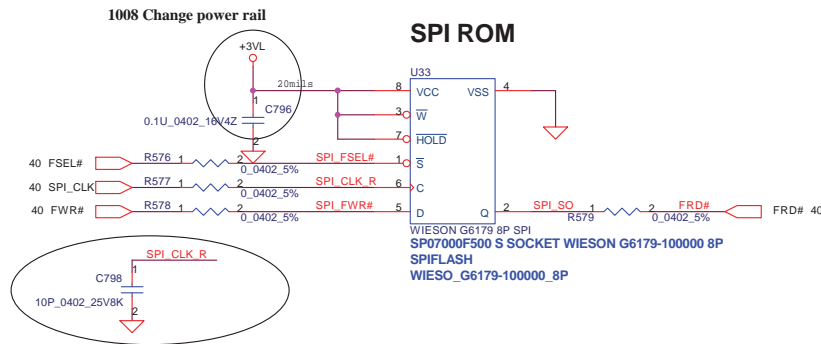 1008 Change power rail
SPI ROM
+3VL
U33
20mils
8 VCC VSS 4
1
C796
3 W
0.1U_0402_16V4Z
2
7 HOLD
40 FSEL# R576 1 2 SPI_FSEL# 1 S
0_0402_5%
40 SPI_CLK R577 1 2 SPI_CLK_R 6 C
0_0402_5%
40 FWR# R578 1 2 SPI_FWR# 5 D Q 2 SPI_SO 1 2 FRD# FRD# 40
0_0402_5% R579 0_0402_5%
WIESON G6179 8P SPI
SP07000F500 S SOCKET WIESON G6179-100000 8P
SPIFLASH
WIESO_G6179-100000_8P
SPI_CLK_R
1
C798
10P_0402_25V8K
2